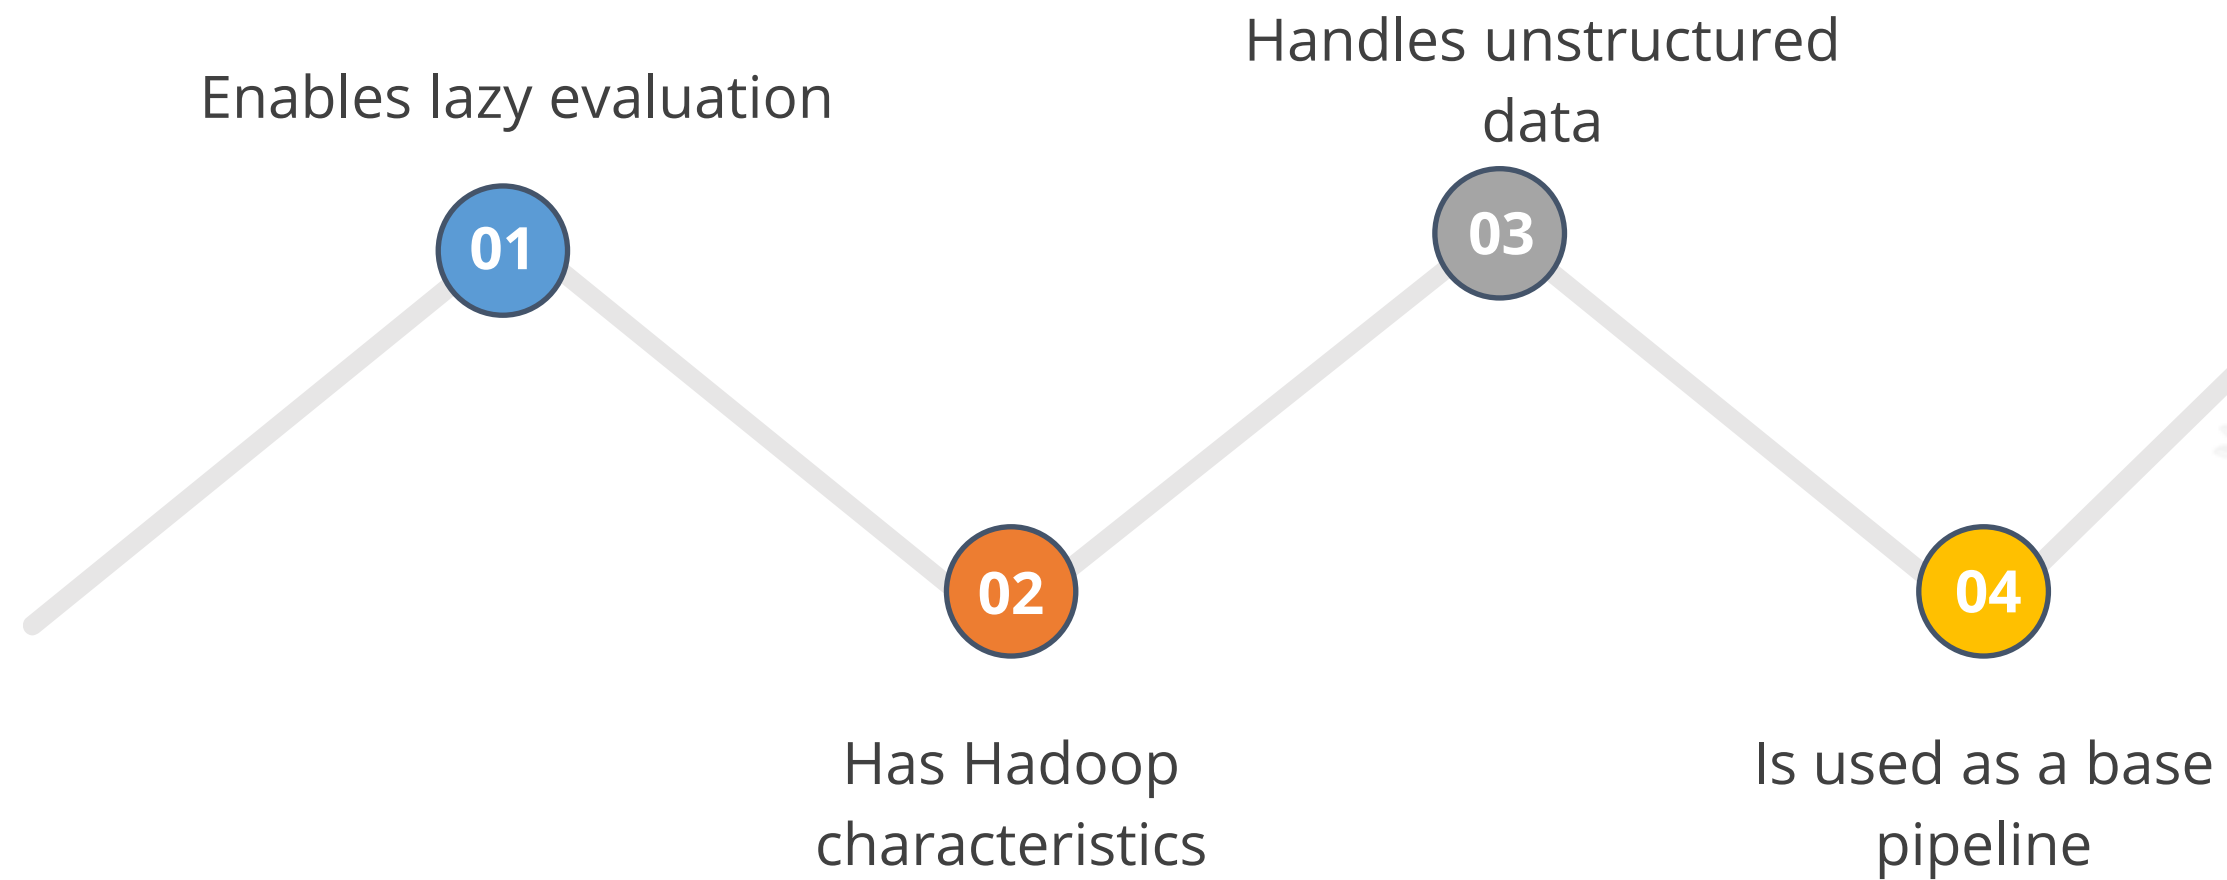 Enables lazy evaluation
01
02
Has Hadoop
characteristics
Handles unstructured
data
03
04
Is used as a base
pipeline